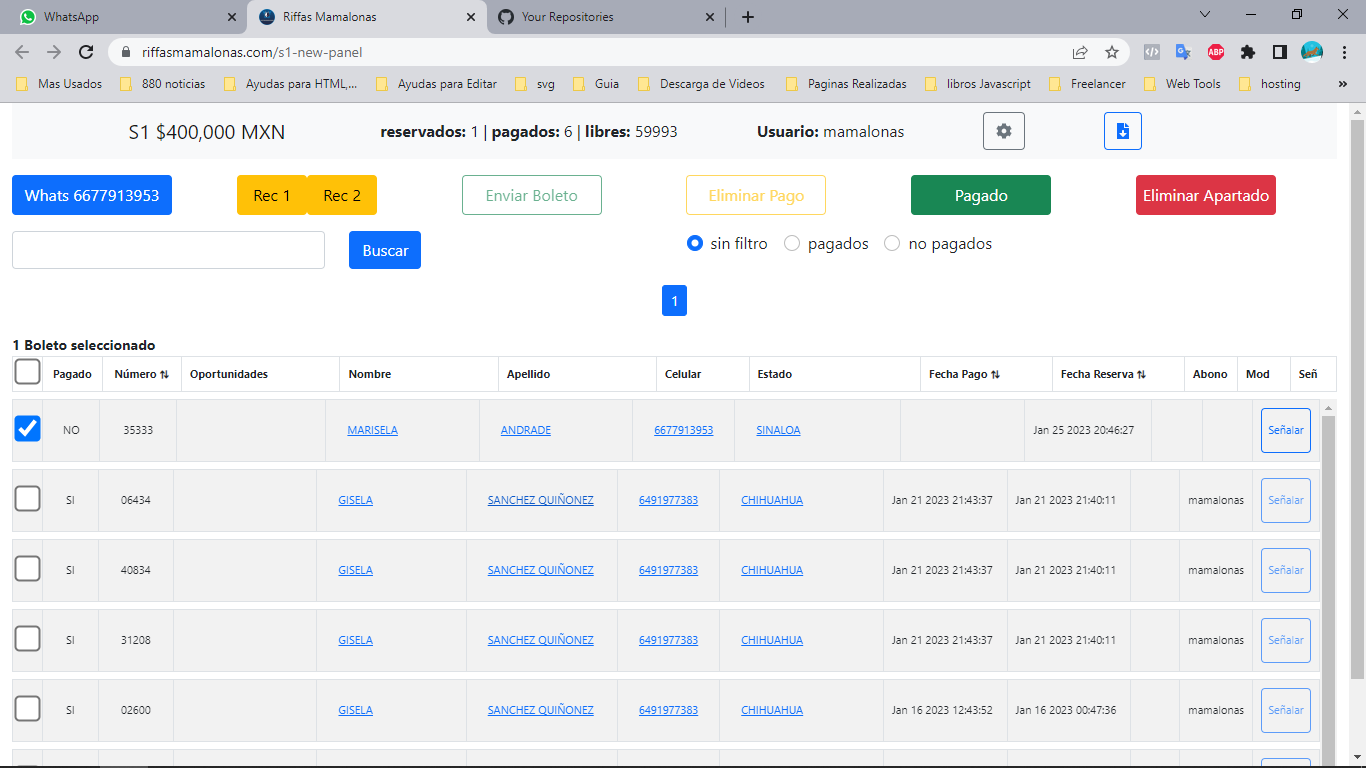 WhatsApp
Riffas Mamalonas
Your Repositories
riffasmamalonas.com/s1-new-panel
ABP
Mas Usados
880 noticias
Ayudas para HTML,...
Ayudas para Editar
svg
Guia
Descarga de Videos
Paginas Realizadas
libros Javascript
Freelancer
Web Tools
hosting
»
S1 $400,000 MXN
reservados: 1 | pagados: 6 | libres: 59993
Usuario: mamalonas
Whats 6677913953
Rec 1
Rec 2
Enviar Boleto
Eliminar Pago
Pagado
Eliminar Apartado
Buscar
sin filtro
pagados
no pagados
1
1 Boleto seleccionado
Pagado Número ⇅ Oportunidades Nombre Apellido Celular Estado Fecha Pago ⇅ Fecha Reserva ⇅ Abono Mod Señ
NO 35333 MARISELA ANDRADE 6677913953 SINALOA Jan 25 2023 20:46:27 Señalar
SI 06434 GISELA SANCHEZ QUIÑONEZ 6491977383 CHIHUAHUA Jan 21 2023 21:43:37 Jan 21 2023 21:40:11 mamalonas Señalar
SI 40834 GISELA SANCHEZ QUIÑONEZ 6491977383 CHIHUAHUA Jan 21 2023 21:43:37 Jan 21 2023 21:40:11 mamalonas Señalar
SI 31208 GISELA SANCHEZ QUIÑONEZ 6491977383 CHIHUAHUA Jan 21 2023 21:43:37 Jan 21 2023 21:40:11 mamalonas Señalar
SI 02600 GISELA SANCHEZ QUIÑONEZ 6491977383 CHIHUAHUA Jan 16 2023 12:43:52 Jan 16 2023 00:47:36 mamalonas Señalar